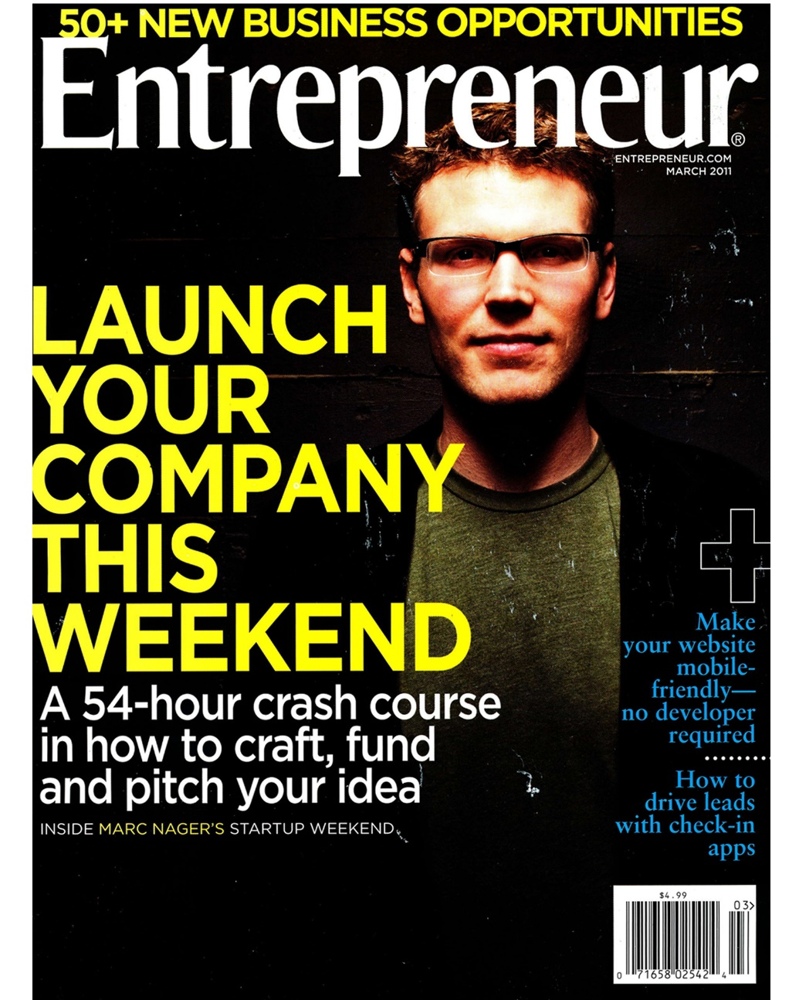 50+ NEW BUSINESS OPPORTUNITIES
Entrepreneur®
ENTREPRENEUR.COM
MARCH 2011
LAUNCH
YOUR
COMPANY
THIS
WEEKEND
A 54-hour crash course
in how to craft, fund
and pitch your idea
INSIDE MARC NAGER'S STARTUP WEEKEND
Make
your website
mobile-
friendly—
no developer
required
How to
drive leads
with check-in
apps
$4.99
03>
0 71658 02542 4